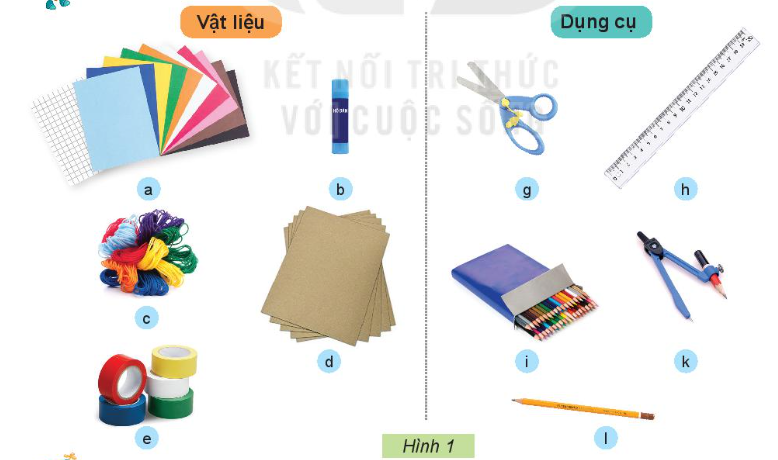 Vật liệu
Dụng cụ
KẾT NỐI TRI THỨC
VỚI CUỘC SỐNG
a
b
g
h
c
d
i
k
e
l
Hình 1